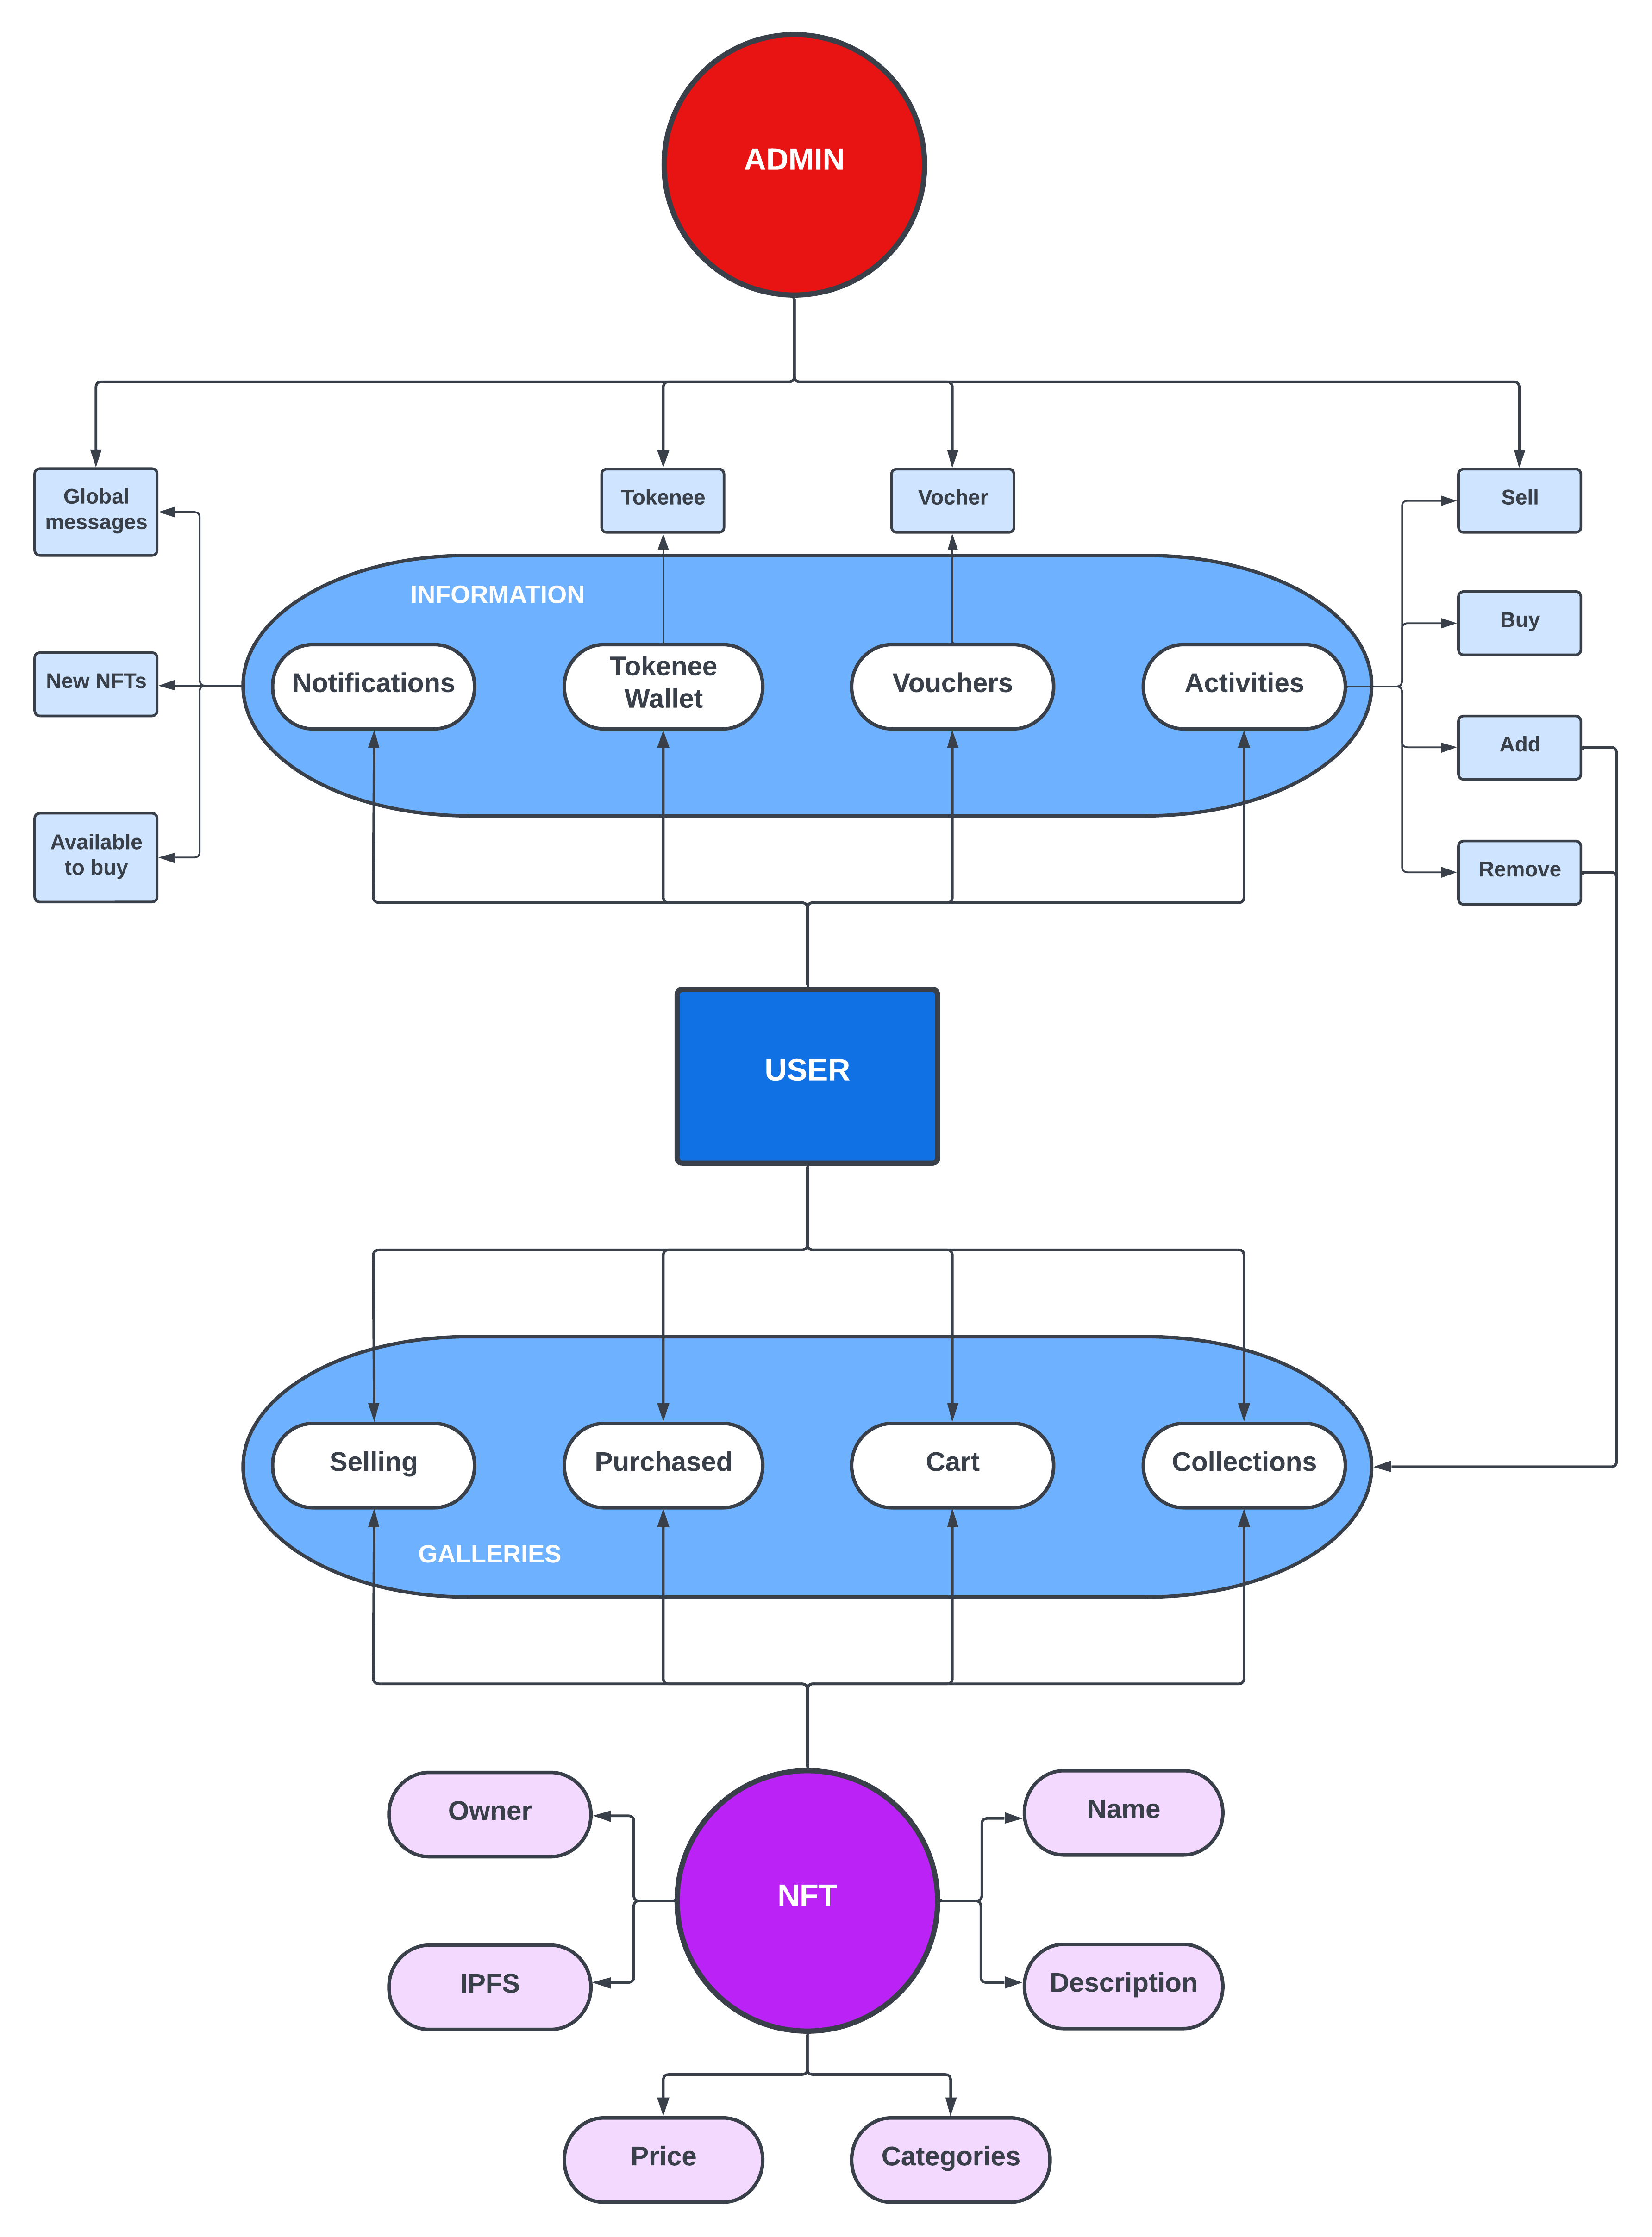 ADMIN
Global
messages
Tokenee
Vocher
Sell
INFORMATION
Buy
New NFTs
Notifications
Tokenee
Wallet
Vouchers
Activities
Add
Available
to buy
Remove
USER
Selling
Purchased
Cart
Collections
GALLERIES
Owner
Name
NFT
IPFS
Description
Price
Categories